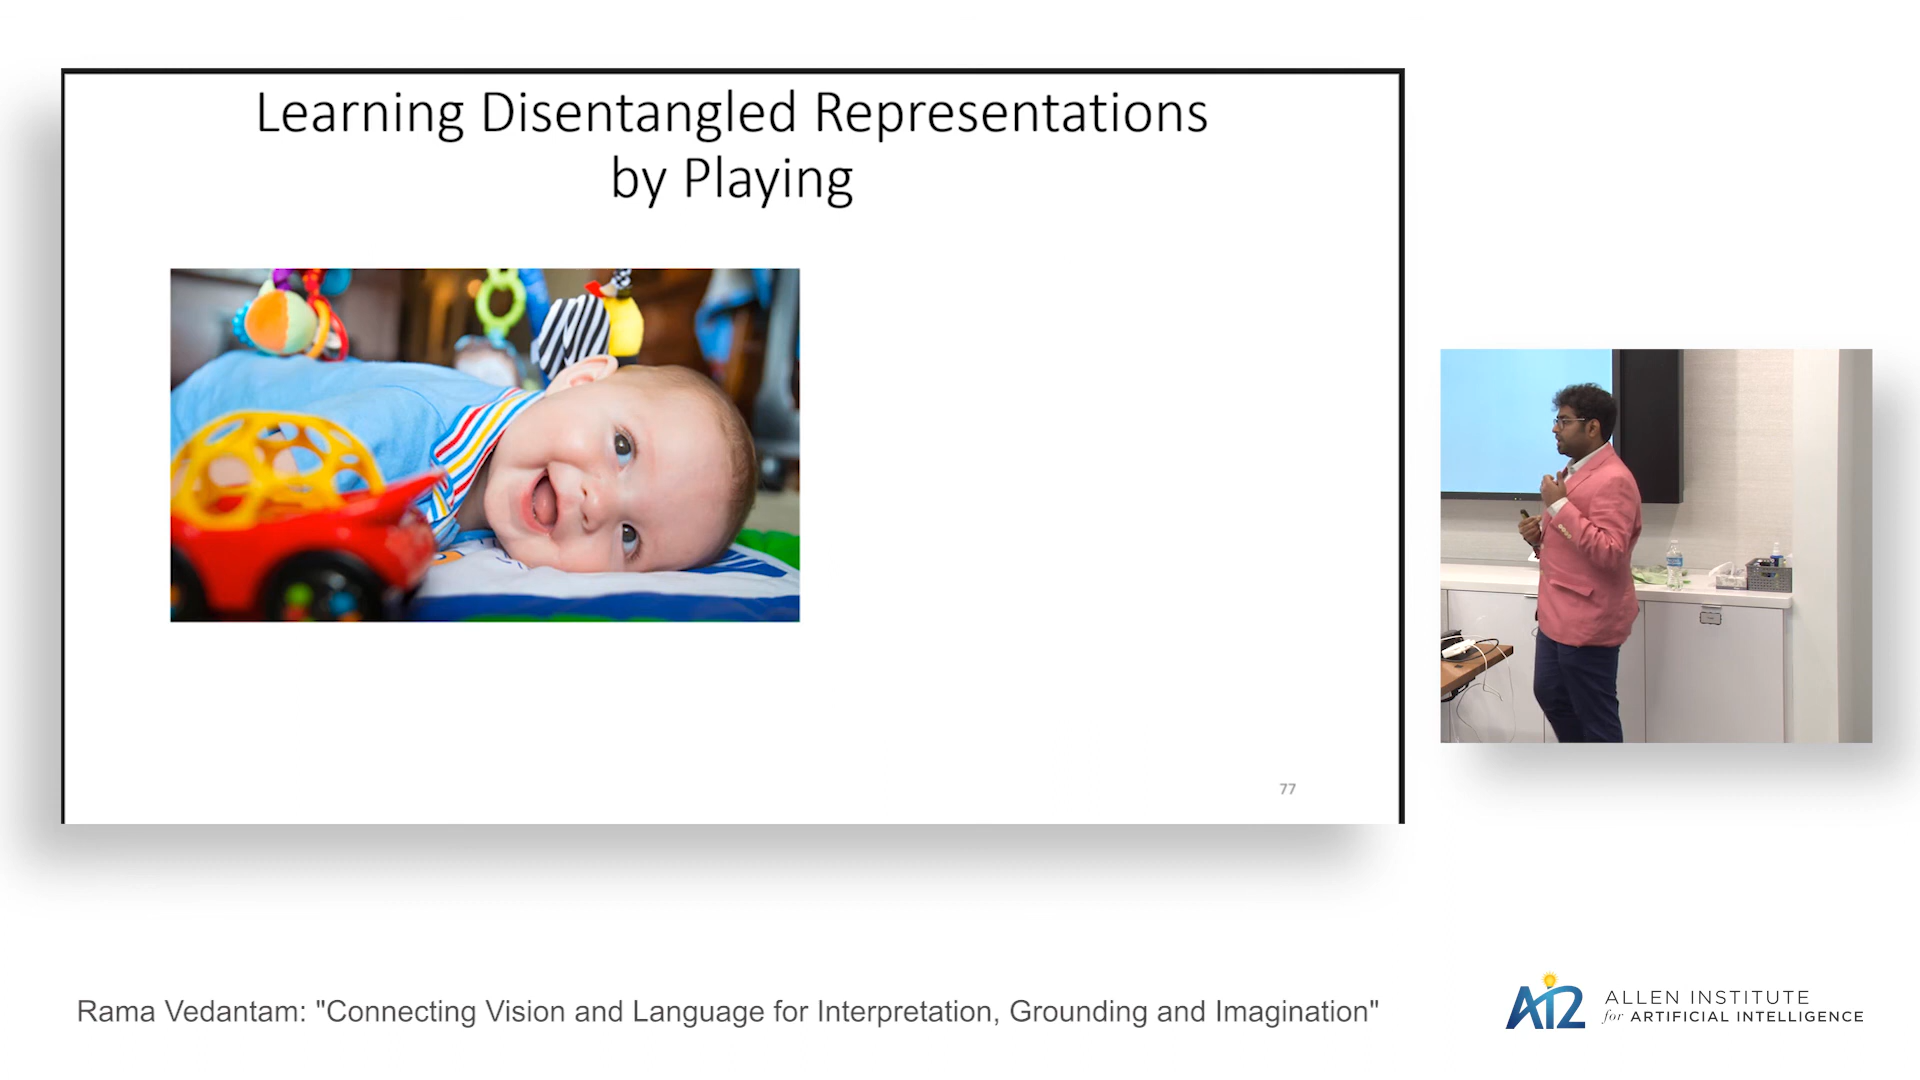 Learning Disentangled Representations
by Playing
77
Rama Vedantam: "Connecting Vision and Language for Interpretation, Grounding and Imagination"
AI2
ALLEN INSTITUTE
for ARTIFICIAL INTELLIGENCE